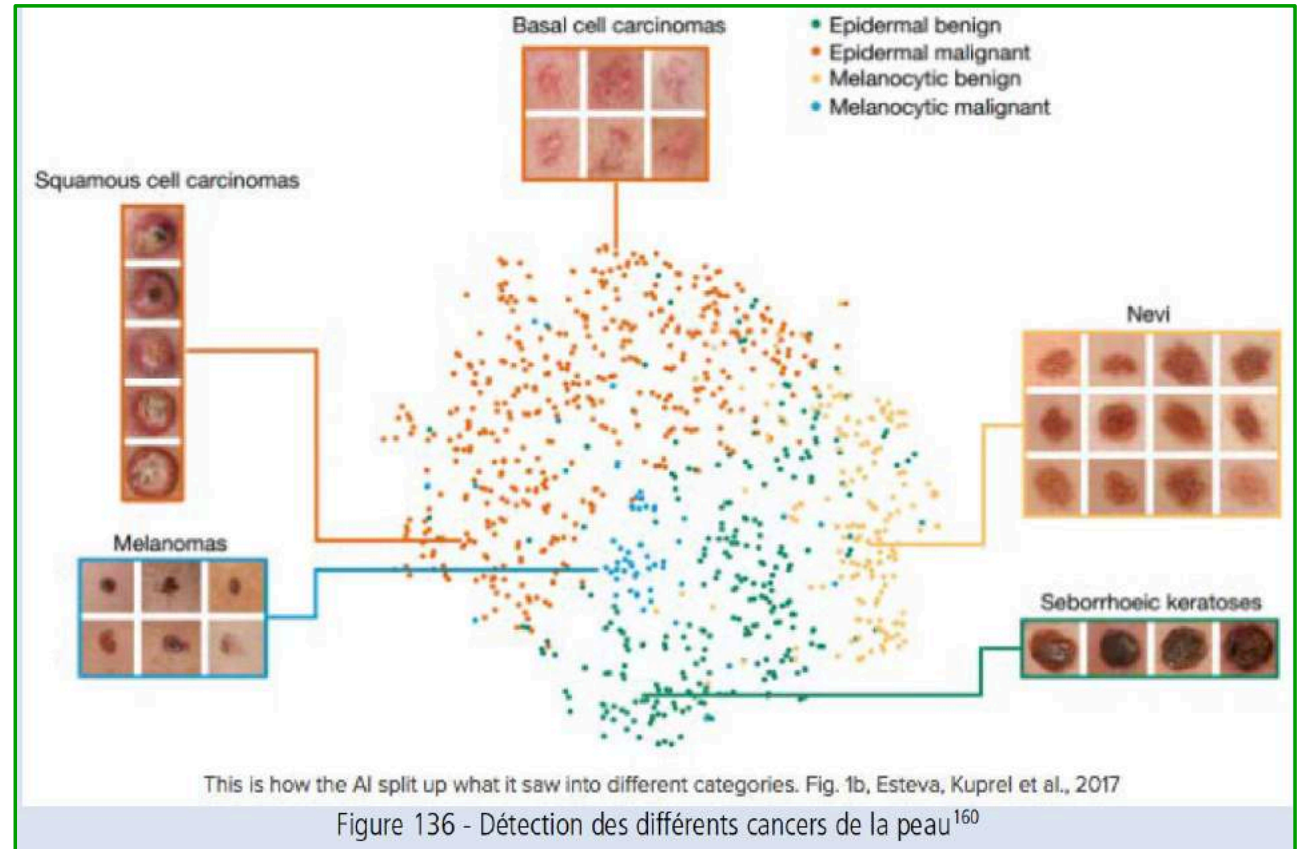 Basal cell carcinomas
Epidermal benign
Epidermal malignant
Melanocytic benign
Melanocytic malignant
Squamous cell carcinomas
Nevi
Melanomas
Seborrhoeic keratoses
This is how the AI split up what it saw into different categories. Fig. 1b, Esteva, Kuprel et al., 2017
Figure 136 - Détection des différents cancers de la peau160